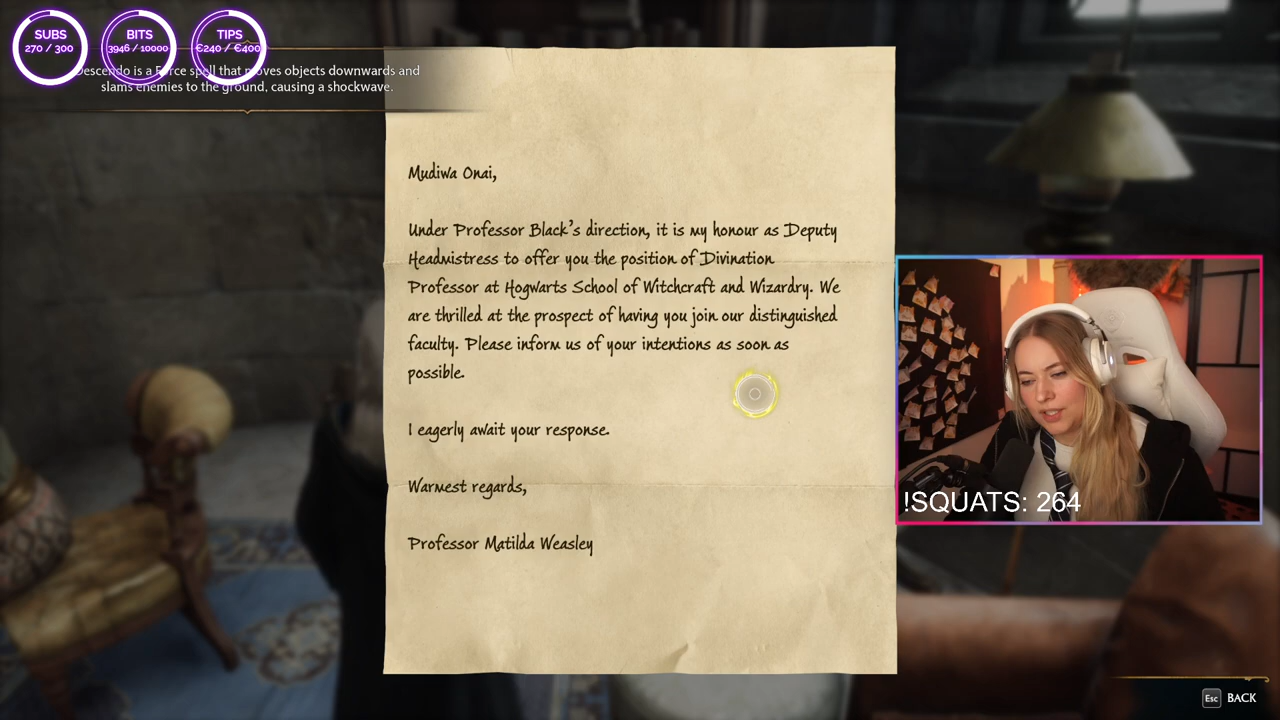 SUBS
270 / 300
BITS
3946 / 10000
TIPS
€240 / €400
Descendo is a Force spell that moves objects downwards and
slams enemies to the ground, causing a shockwave.
Mudiwa Onai,
Under Professor Black's direction, it is my honour as Deputy
Headmistress to offer you the position of Divination
Professor at Hogwarts School of Witchcraft and Wizardry. We
are thrilled at the prospect of having you join our distinguished
faculty. Please inform us of your intentions as soon as
possible.
I eagerly await your response.
Warmest regards,
Professor Matilda Weasley
!SQUATS: 264
Esc BACK